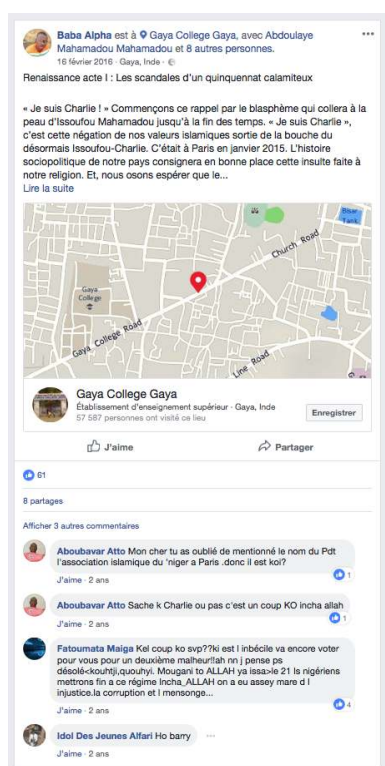 Baba Alpha est à Gaya College Gaya, avec Abdoulaye
Mahamadou Mahamadou et 8 autres personnes.
16 février 2016 · Gaya, Inde ·
Renaissance acte I : Les scandales d'un quinquennat calamiteux
« Je suis Charlie ! » Commençons ce rappel par le blasphème qui collera à la
peau d'Issoufou Mahamadou jusqu'à la fin des temps. « Je suis Charlie »,
c'est cette négation de nos valeurs islamiques sortie de la bouche du
désormais Issoufou-Charlie. C'était à Paris en janvier 2015. L'histoire
sociopolitique de notre pays consignera en bonne place cette insulte faite à
notre religion. Et, nous osons espérer que le...
Lire la suite
Bisar
Tank
Church Road
Gaya
College
Gaya College Road
Line Road
Gaya College Gaya
Établissement d'enseignement supérieur · Gaya, Inde
57 587 personnes ont visité ce lieu
Enregistrer
J'aime
Partager
61
8 partages
Afficher 3 autres commentaires
Aboubavar Atto Mon cher tu as oublié de mentionné le nom du Pdt
l'association islamique du 'niger a Paris .donc il est koi?
1
J'aime · 2 ans
Aboubavar Atto Sache k Charlie ou pas c'est un coup KO incha allah
1
J'aime · 2 ans
Fatoumata Maiga Kel coup ko svp??ki est l inbécile va encore voter
pour vous pour un deuxième malheur!!ah nn j pense ps
désolé<kouhtji,quouhyi. Mougani to ALLAH ya issa>le 21 ls nigériens
mettrons fin a ce régime Incha_ALLAH on a eu assey mare d l
injustice.la corruption et l mensonge...
4
J'aime · 2 ans
Idol Des Jeunes Alfari Ho barry
J'aime · 2 ans